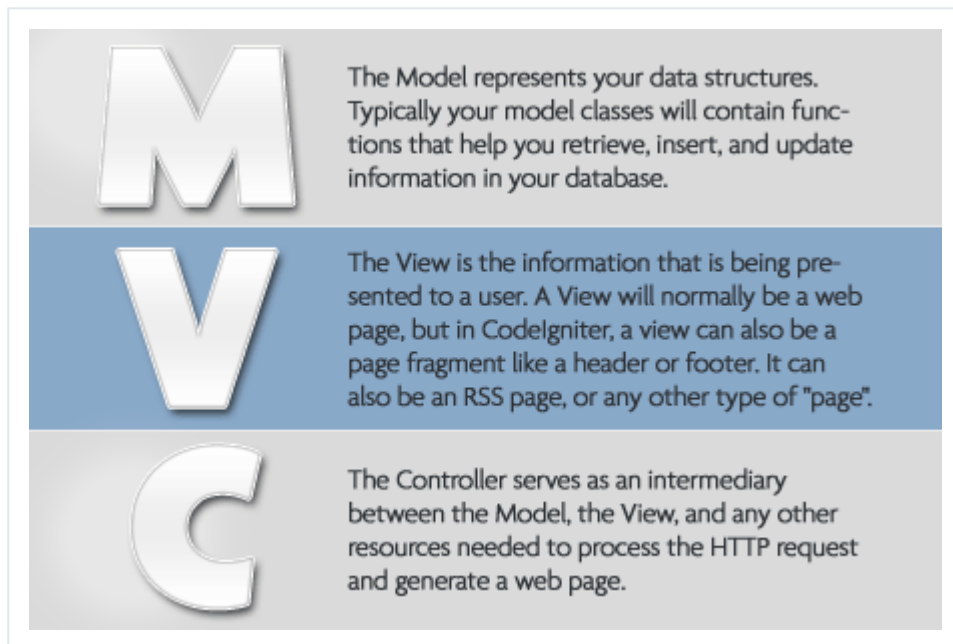 M
The Model represents your data structures.
Typically your model classes will contain func-
tions that help you retrieve, insert, and update
information in your database.
V
The View is the information that is being pre-
sented to a user. A View will normally be a web
page, but in CodeIgniter, a view can also be a
page fragment like a header or footer. It can
also be an RSS page, or any other type of "page".
C
The Controller serves as an intermediary
between the Model, the View, and any other
resources needed to process the HTTP request
and generate a web page.